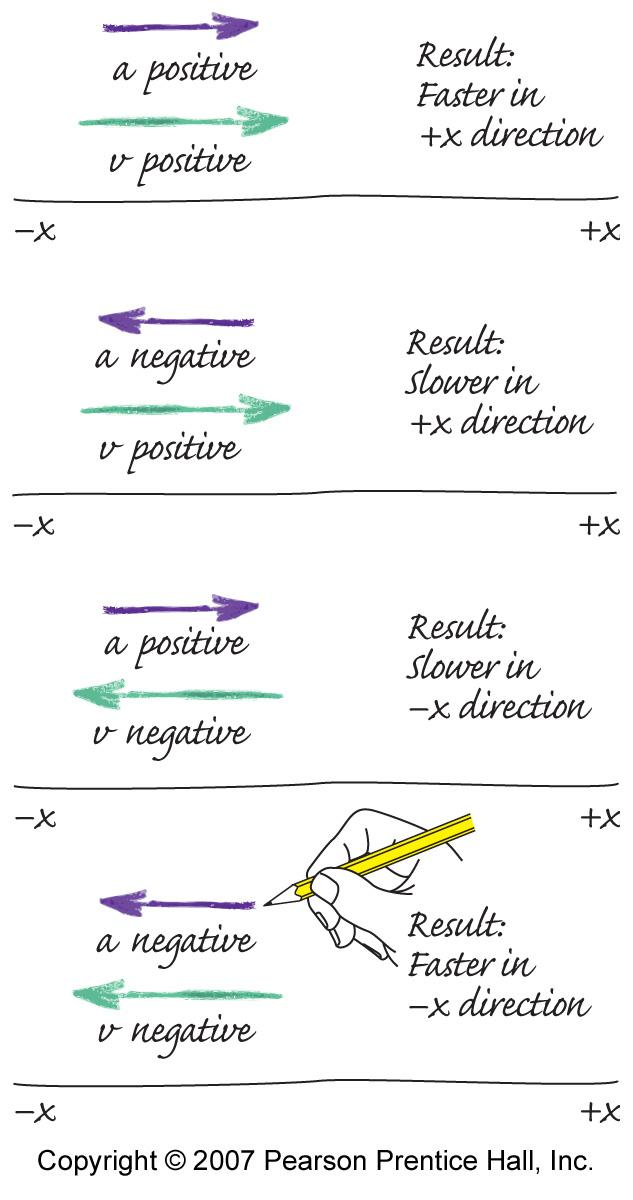 a positive
v positive
Result:
Faster in
+x direction
−x
+x
a negative
v positive
Result:
Slower in
+x direction
−x
+x
a positive
v negative
Result:
Slower in
−x direction
−x
+x
a negative
v negative
Result:
Faster in
−x direction
−x
+x
Copyright © 2007 Pearson Prentice Hall, Inc.